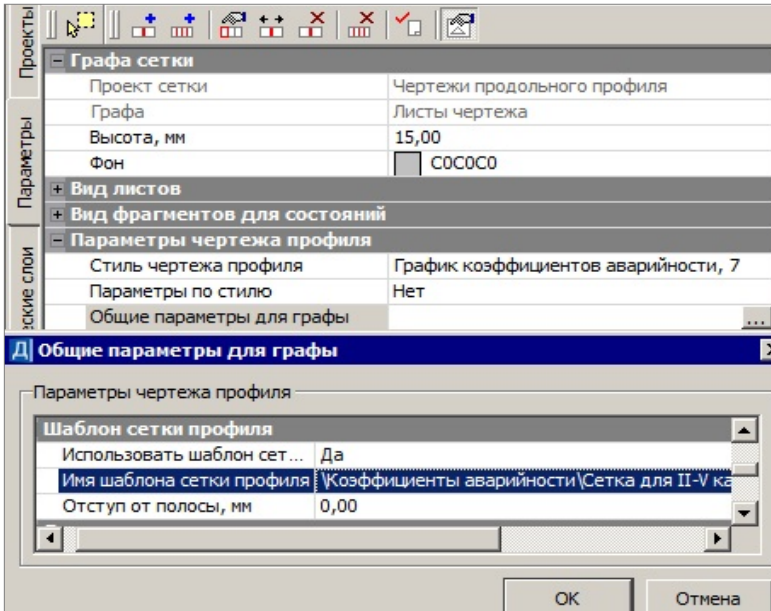 Проекты
Параметры
ские слои
Графа сетки
Проект сетки Чертежи продольного профиля
Графа Листы чертежа
Высота, мм 15,00
Фон C0C0C0
Вид листов
Вид фрагментов для состояний
Параметры чертежа профиля
Стиль чертежа профиля График коэффициентов аварийности, 7
Параметры по стилю Нет
Общие параметры для графы ...
Д Общие параметры для графы
Параметры чертежа профиля
Шаблон сетки профиля
Использовать шаблон сет... Да
Имя шаблона сетки профиля \Коэффициенты аварийности\Сетка для II-V ка
Отступ от полосы, мм 0,00
ОК Отмена